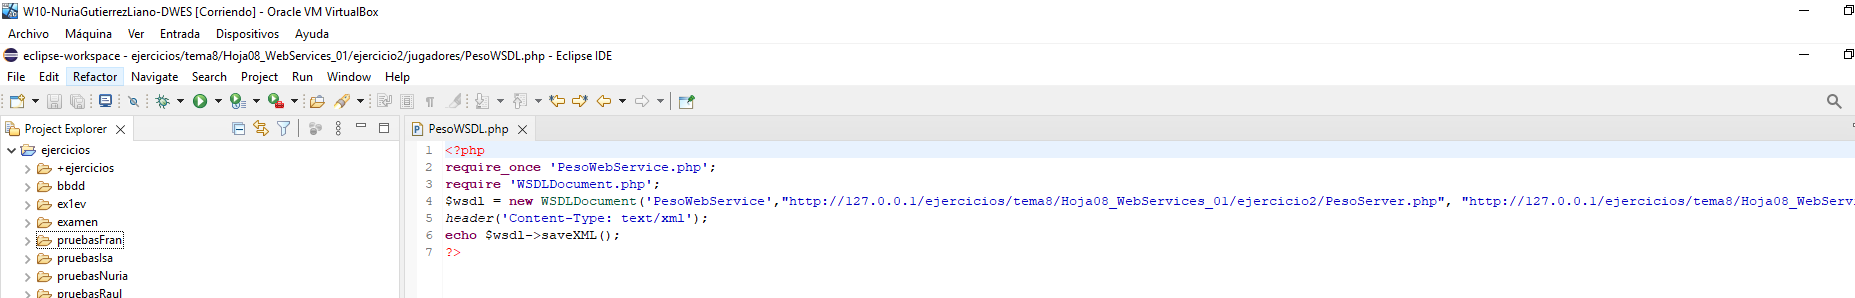 W10-NuriaGutierrezLiano-DWES [Corriendo] - Oracle VM VirtualBox
Archivo Máquina Ver Entrada Dispositivos Ayuda
eclipse-workspace - ejercicios/tema8/Hoja08_WebServices_01/ejercicio2/jugadores/PesoWSDL.php - Eclipse IDE
File Edit Refactor Navigate Search Project Run Window Help
Project Explorer
PesoWSDL.php
ejercicios
+ejercicios
bbdd
ex1ev
examen
pruebasFran
pruebasIsa
pruebasNuria
pruebasRaul
1 <?php
2 require_once 'PesoWebService.php';
3 require 'WSDLDocument.php';
4 $wsdl = new WSDLDocument('PesoWebService',"http://127.0.0.1/ejercicios/tema8/Hoja08_WebServices_01/ejercicio2/PesoServer.php", "http://127.0.0.1/ejercicios/tema8/Hoja08_WebServi
5 header('Content-Type: text/xml');
6 echo $wsdl->saveXML();
7 ?>